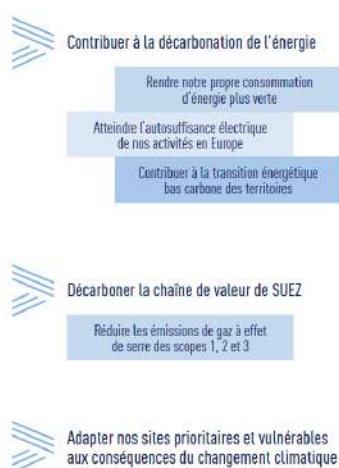 Contribuer à la décarbonation de l'énergie
Rendre notre propre consommation
d'énergie plus verte
Atteindre l'autosuffisance électrique
de nos activités en Europe
Contribuer à la transition énergétique
bas carbone des territoires
Décarboner la chaîne de valeur de SUEZ
Réduire les émissions de gaz à effet
de serre des scopes 1, 2 et 3
Adapter nos sites prioritaires et vulnérables
aux conséquences du changement climatique